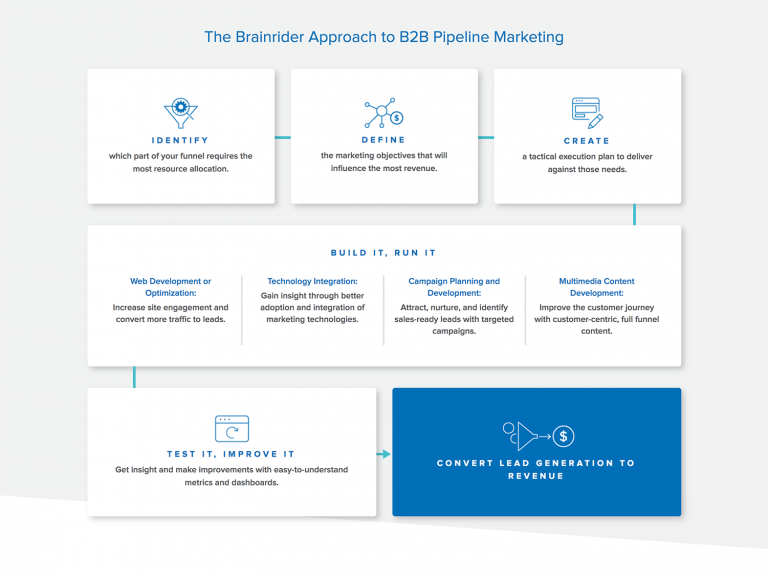 The Brainrider Approach to B2B Pipeline Marketing
IDENTIFY
which part of your funnel requires the
most resource allocation.
DEFINE
the marketing objectives that will
influence the most revenue.
CREATE
a tactical execution plan to deliver
against those needs.
BUILD IT, RUN IT
Web Development or
Optimization:
Increase site engagement and
convert more traffic to leads.
Technology Integration:
Gain insight through better
adoption and integration of
marketing technologies.
Campaign Planning and
Development:
Attract, nurture, and identify
sales-ready leads with targeted
campaigns.
Multimedia Content
Development:
Improve the customer journey
with customer-centric, full funnel
content.
TEST IT, IMPROVE IT
Get insight and make improvements with easy-to-understand
metrics and dashboards.
$
$
CONVERT LEAD GENERATION TO
REVENUE